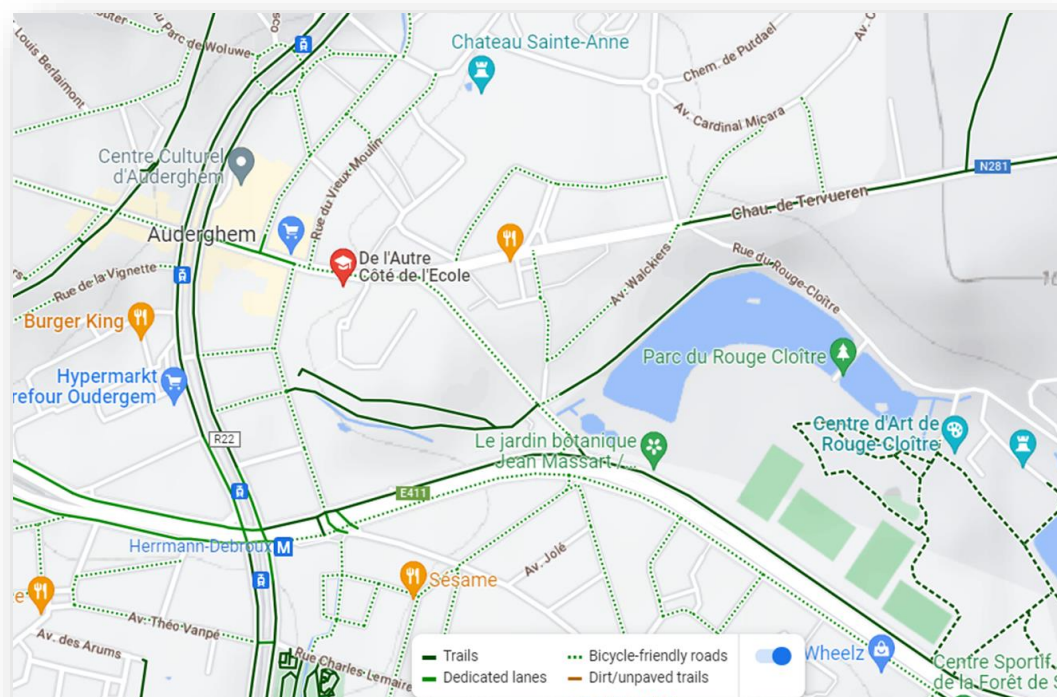 Parc de Woluwe
Louis Berlaimont
Chateau Sainte-Anne
Chem. de Putdael
Av. Cardinal Micara
Centre Culturel
d'Auderghem
Rue du Vieux-Moulin
N281
Chau. de Tervueren
Auderghem
De l'Autre
Côté de l'Ecole
Rue de la Vignette
Av. Walckiers
Rue du Rouge-Cloître
Burger King
Parc du Rouge Cloître
Hypermarkt
refour Oudergem
Centre d'Art de
Rouge-Cloître
R22
Le jardin botanique
Jean Massart /...
E411
Herrmann-Debroux
M
Av. Jolé
Sésame
Av. Théo Vanpé
Av. des Arums
Rue Charles Lemaire
Trails
Bicycle-friendly roads
Dedicated lanes
Dirt/unpaved trails
Wheelz
Centre Sportif
de la Forêt de